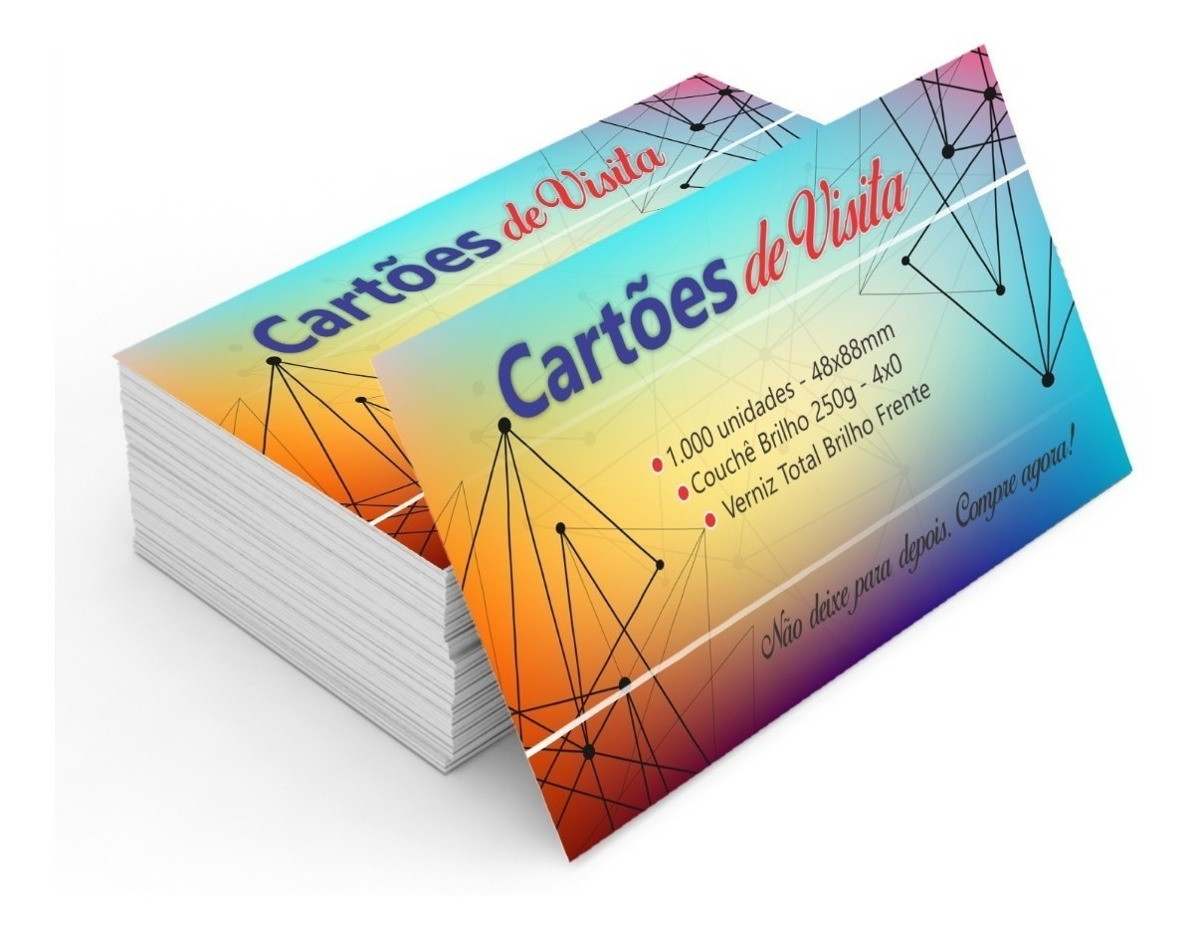 Cartões de Visita
Cartões de Visita
1.000 unidades - 48x88mm
Couchê Brilho 250g - 4x0
Verniz Total Brilho Frente
Não deixe para depois. Compre agora!